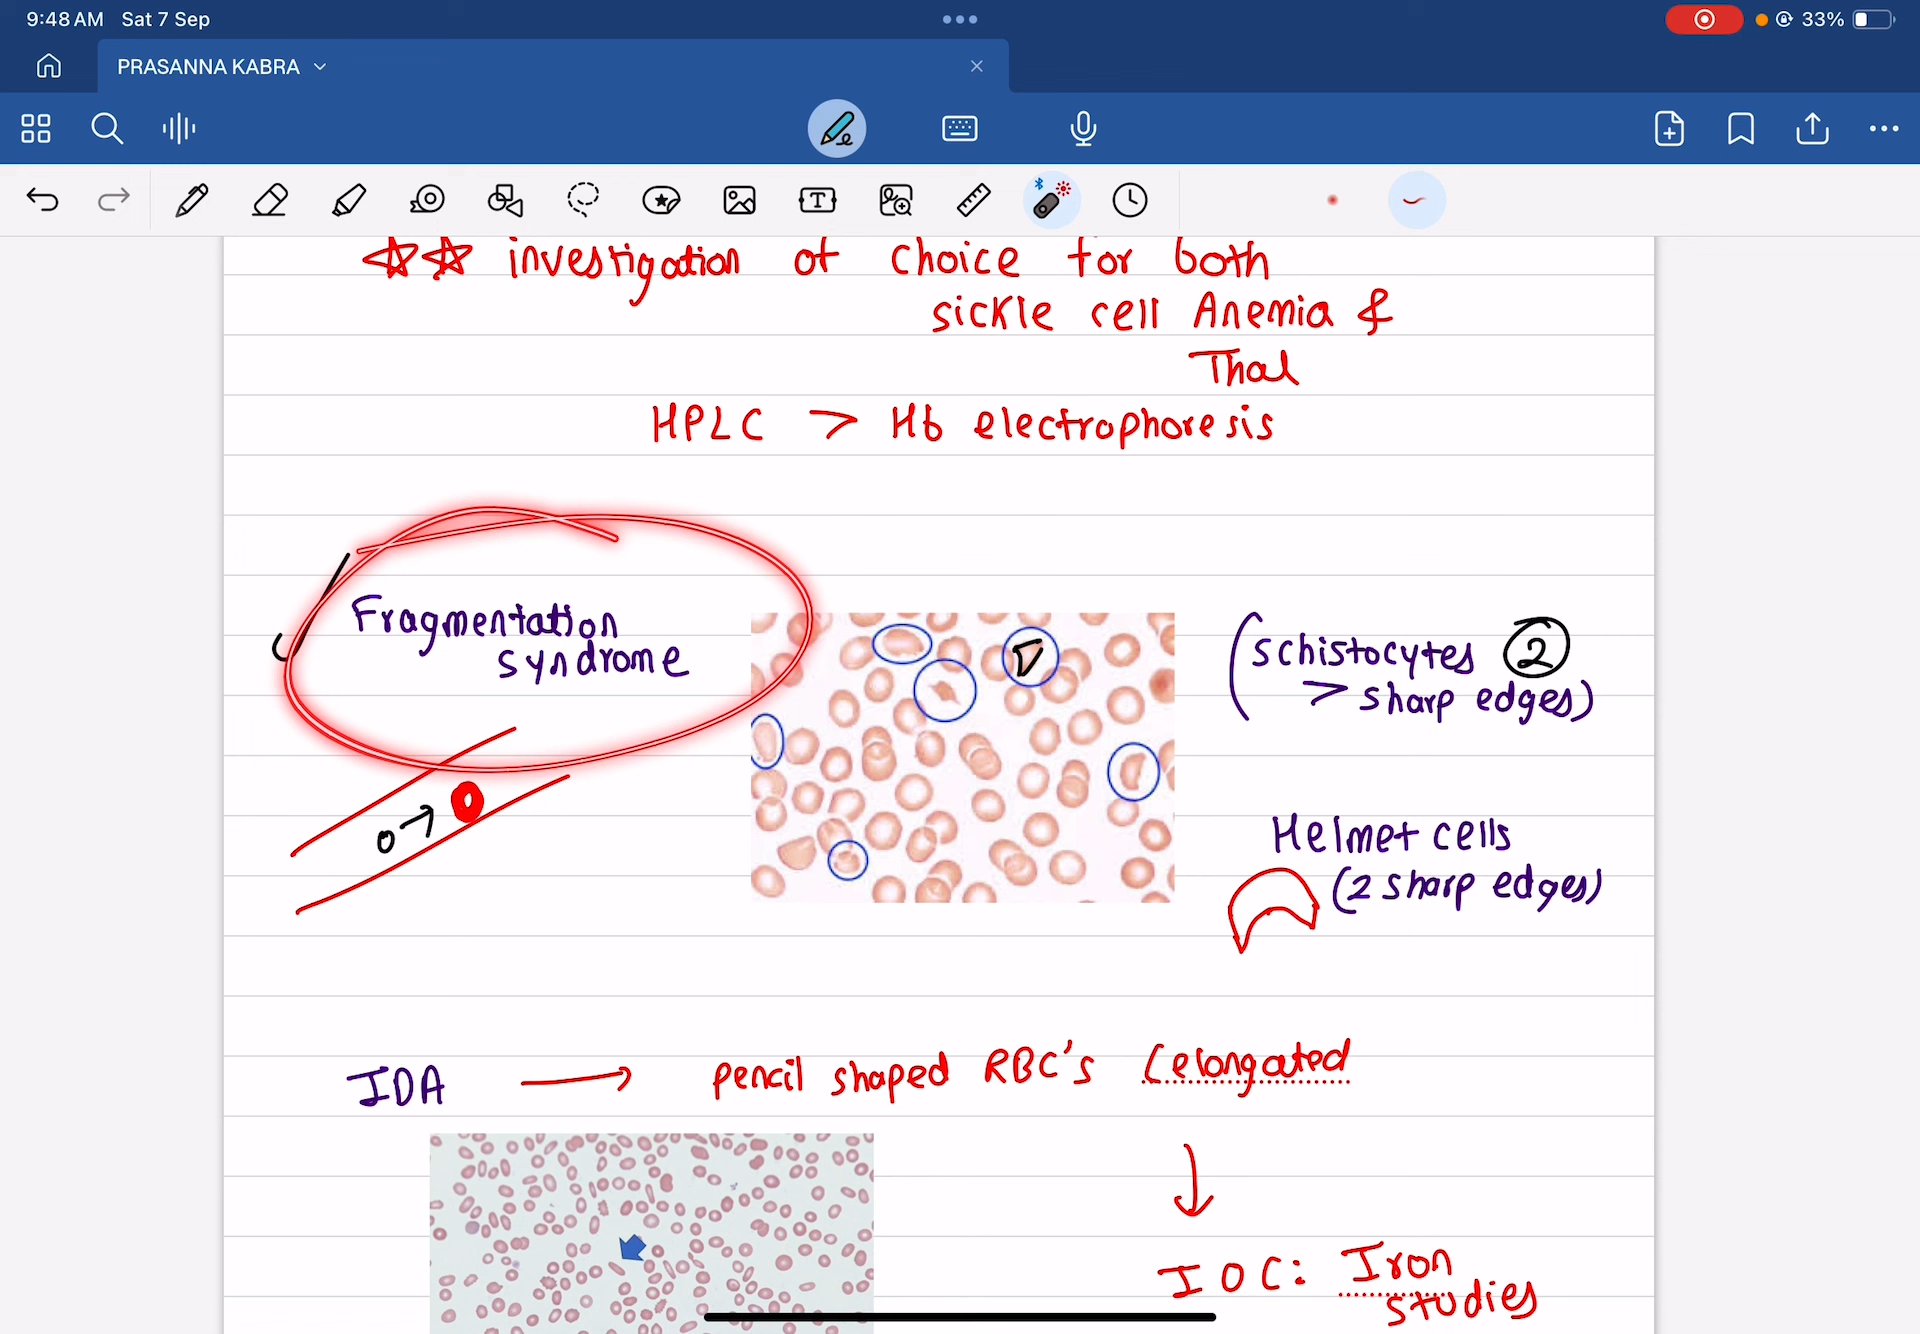 9:48 AM Sat 7 Sep
33%
PRASANNA KABRA
investigation of choice for both
sickle cell Anemia &
Thal
HPLC > Hb electrophoresis
Fragmentation
syndrome
(schistocytes 2
> sharp edges)
Helmet cells
(2 sharp edges)
IDA → pencil shaped RBC's (elongated
↓
IOC: Iron
studies